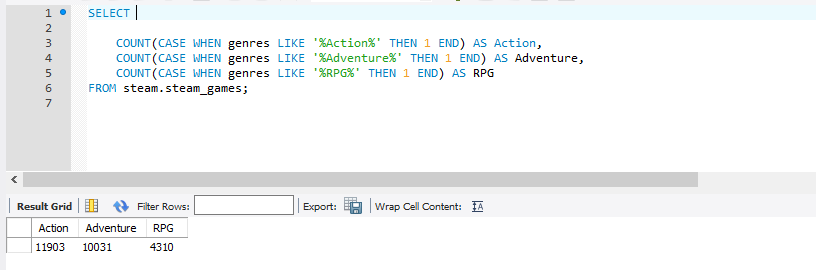 1 SELECT
2
3 COUNT(CASE WHEN genres LIKE '%Action%' THEN 1 END) AS Action,
4 COUNT(CASE WHEN genres LIKE '%Adventure%' THEN 1 END) AS Adventure,
5 COUNT(CASE WHEN genres LIKE '%RPG%' THEN 1 END) AS RPG
6 FROM steam.steam_games;
7
Result Grid Filter Rows: Export: Wrap Cell Content:
Action Adventure RPG
11903 10031 4310